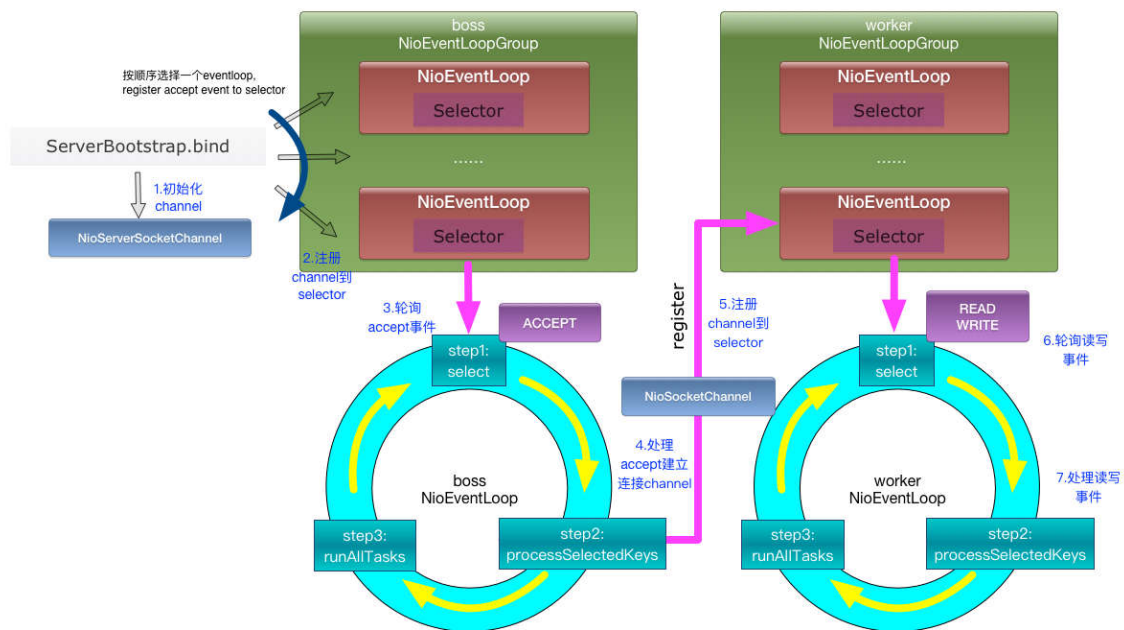 boss
NioEventLoopGroup
NioEventLoop
Selector
......
NioEventLoop
Selector
worker
NioEventLoopGroup
NioEventLoop
Selector
......
NioEventLoop
Selector
按顺序选择一个eventloop,
register accept event to selector
ServerBootstrap.bind
1.初始化
channel
NioServerSocketChannel
2.注册
channel到
selector
3.轮询
accept事件
ACCEPT
step1:
select
boss
NioEventLoop
step3:
runAllTasks
step2:
processSelectedKeys
4.处理
accept建立
连接channel
NioSocketChannel
register
5.注册
channel到
selector
READ
WRITE
step1:
select
6.轮询读写
事件
worker
NioEventLoop
7.处理读写
事件
step3:
runAllTasks
step2:
processSelectedKeys